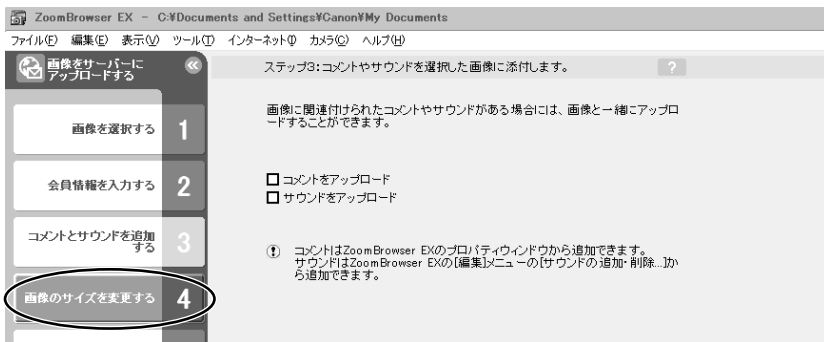 ZoomBrowser EX - C:¥Documents and Settings¥Canon¥My Documents
ファイル(F) 編集(E) 表示(V) ツール(T) インターネット(I) カメラ(C) ヘルプ(H)
画像をサーバーに
アップロードする
«
ステップ3:コメントやサウンドを選択した画像に添付します。
?
画像を選択する 1
会員情報を入力する 2
コメントとサウンドを追加
する
3
画像のサイズを変更する 4
画像に関連付けられたコメントやサウンドがある場合には、画像と一緒にアップロ
ードすることができます。
コメントをアップロード
サウンドをアップロード
コメントはZoomBrowser EXのプロパティウィンドウから追加できます。
サウンドはZoomBrowser EXの[編集]メニューの[サウンドの追加・削除...]か
ら追加できます。